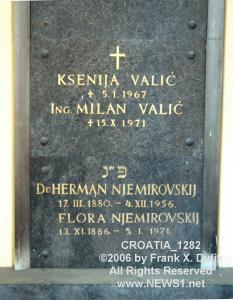 KSENIJA VALIĆ
✝ 5.I.1967
ING. MILAN VALIĆ
✝ 15.X.1971
פ״נ
DR HERMAN NJEMIROVSKIJ
17.III.1880. – 4.XII.1956.
FLORA NJEMIROVSKIJ
13.XI.1886 – 5.I.1971.
CROATIA_1282
©2006 by Frank X. Didik
All Rights Reserved
www.NEWS1.net